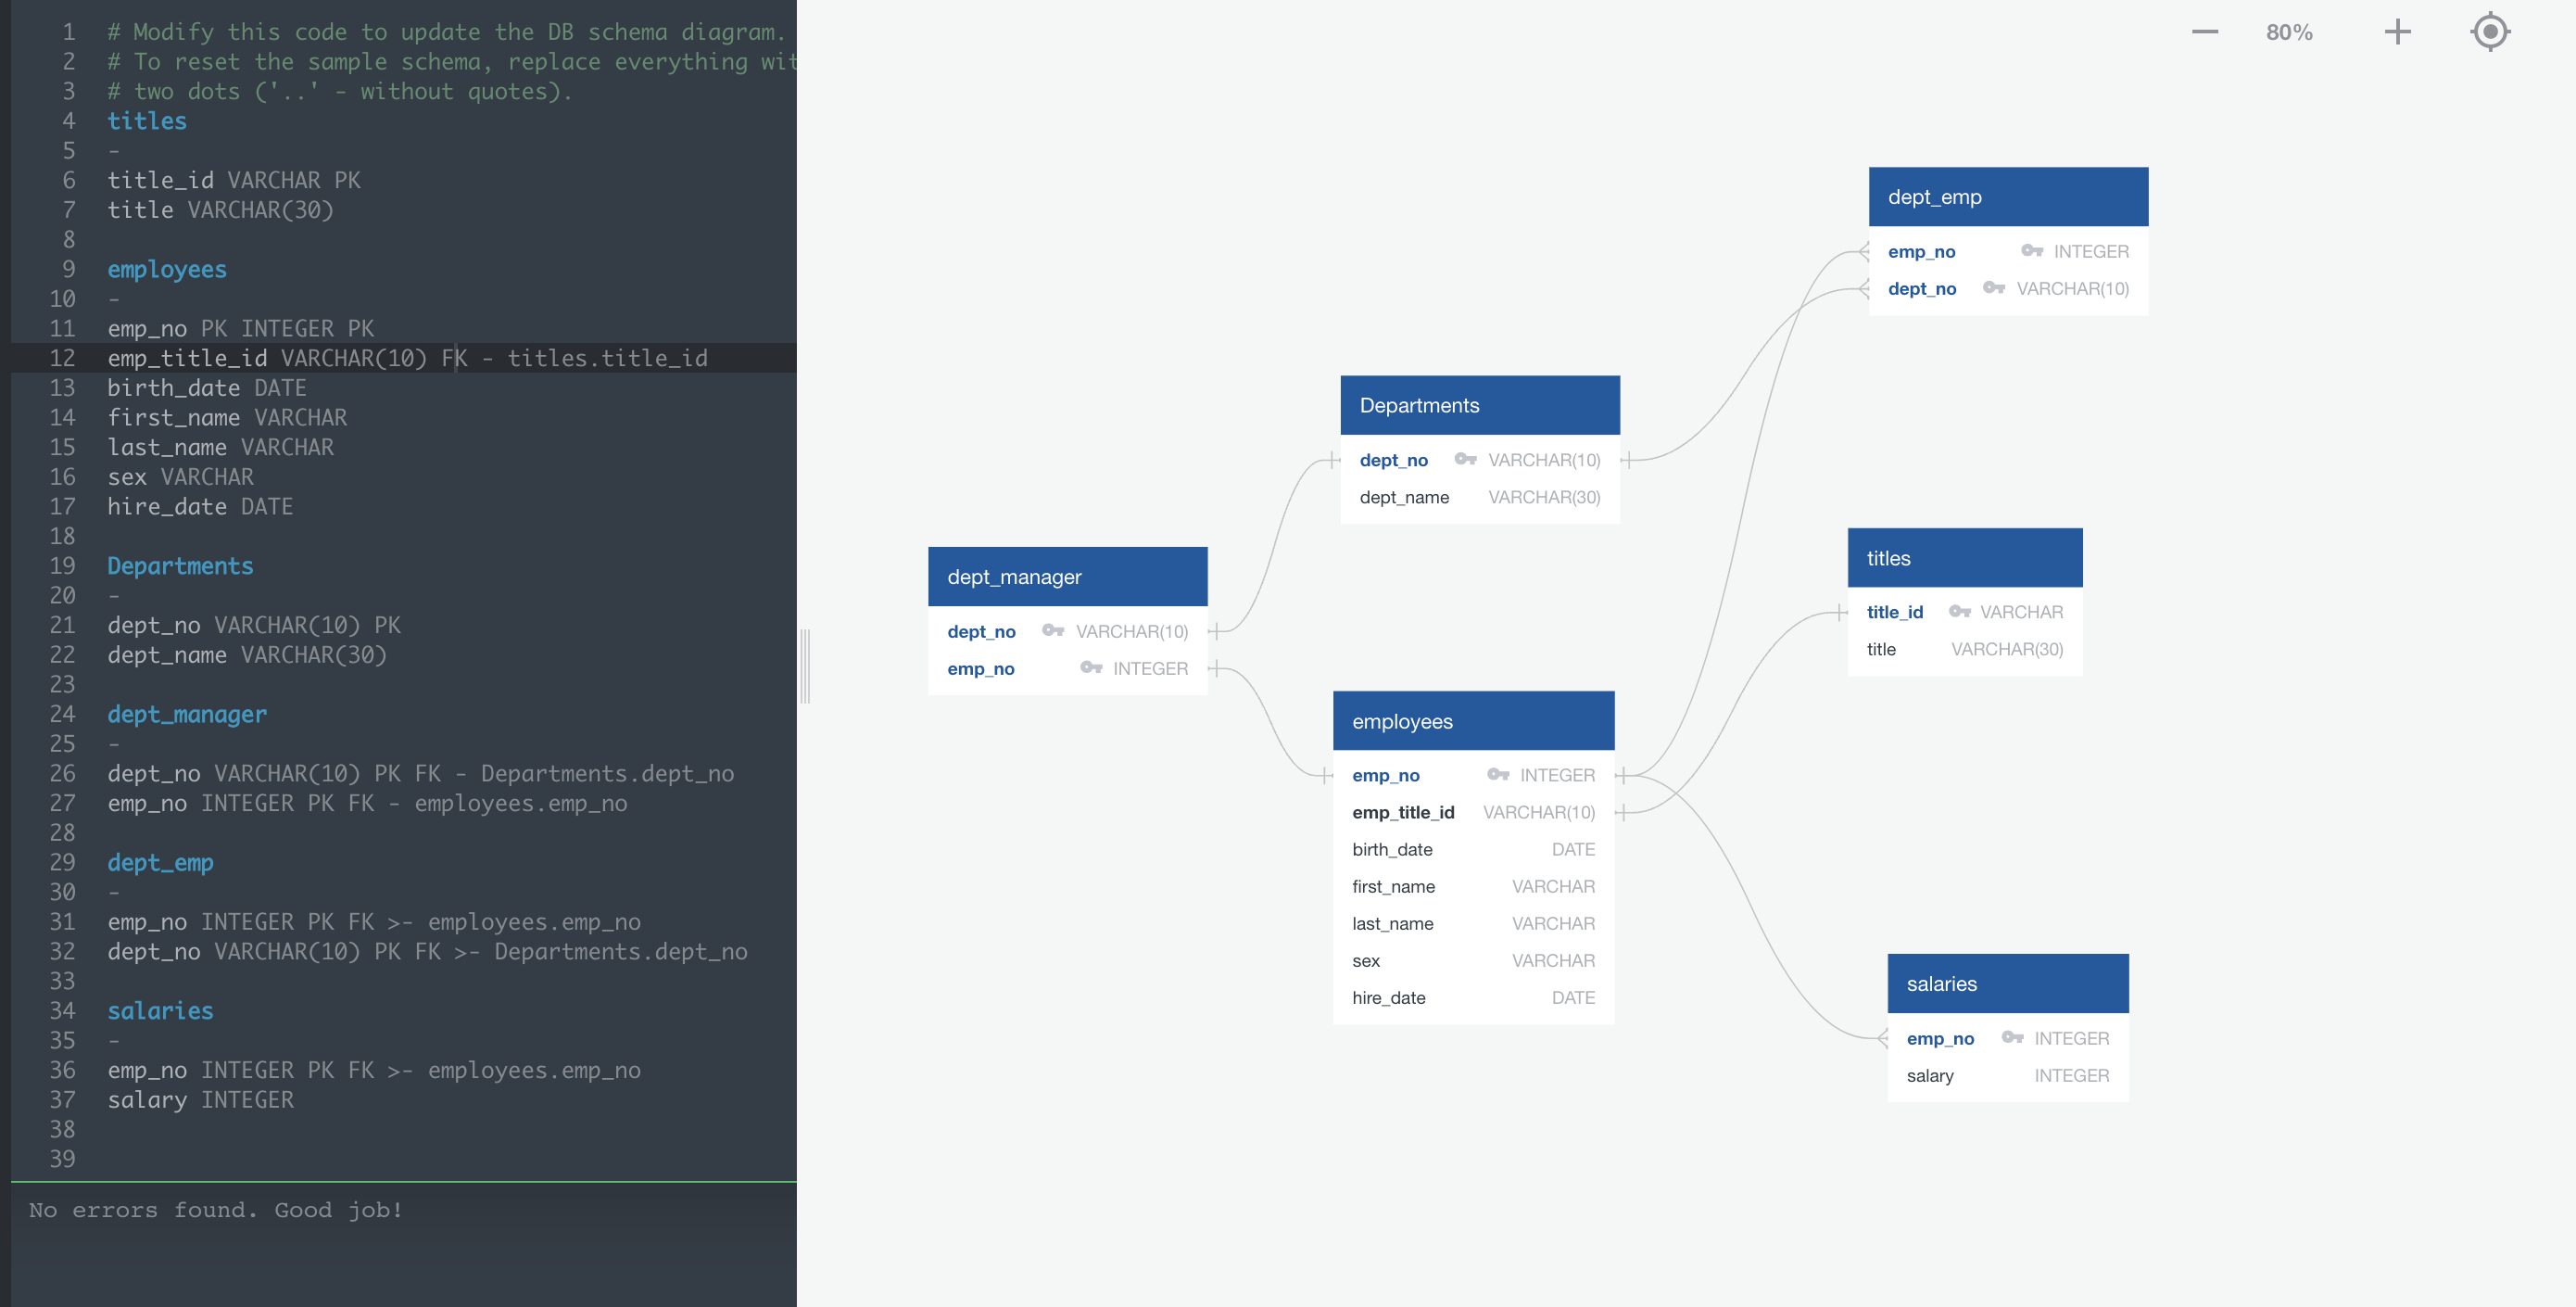 1 # Modify this code to update the DB schema diagram.
2 # To reset the sample schema, replace everything wit
3 # two dots ('..' - without quotes).
4 titles
5 -
6 title_id VARCHAR PK
7 title VARCHAR(30)
8
9 employees
10 -
11 emp_no PK INTEGER PK
12 emp_title_id VARCHAR(10) FK - titles.title_id
13 birth_date DATE
14 first_name VARCHAR
15 last_name VARCHAR
16 sex VARCHAR
17 hire_date DATE
18
19 Departments
20 -
21 dept_no VARCHAR(10) PK
22 dept_name VARCHAR(30)
23
24 dept_manager
25 -
26 dept_no VARCHAR(10) PK FK - Departments.dept_no
27 emp_no INTEGER PK FK - employees.emp_no
28
29 dept_emp
30 -
31 emp_no INTEGER PK FK >- employees.emp_no
32 dept_no VARCHAR(10) PK FK >- Departments.dept_no
33
34 salaries
35 -
36 emp_no INTEGER PK FK >- employees.emp_no
37 salary INTEGER
38
39
No errors found. Good job!
80%
dept_emp
emp_no INTEGER
dept_no VARCHAR(10)
Departments
dept_no VARCHAR(10)
dept_name VARCHAR(30)
dept_manager
dept_no VARCHAR(10)
emp_no INTEGER
titles
title_id VARCHAR
title VARCHAR(30)
employees
emp_no INTEGER
emp_title_id VARCHAR(10)
birth_date DATE
first_name VARCHAR
last_name VARCHAR
sex VARCHAR
hire_date DATE
salaries
emp_no INTEGER
salary INTEGER